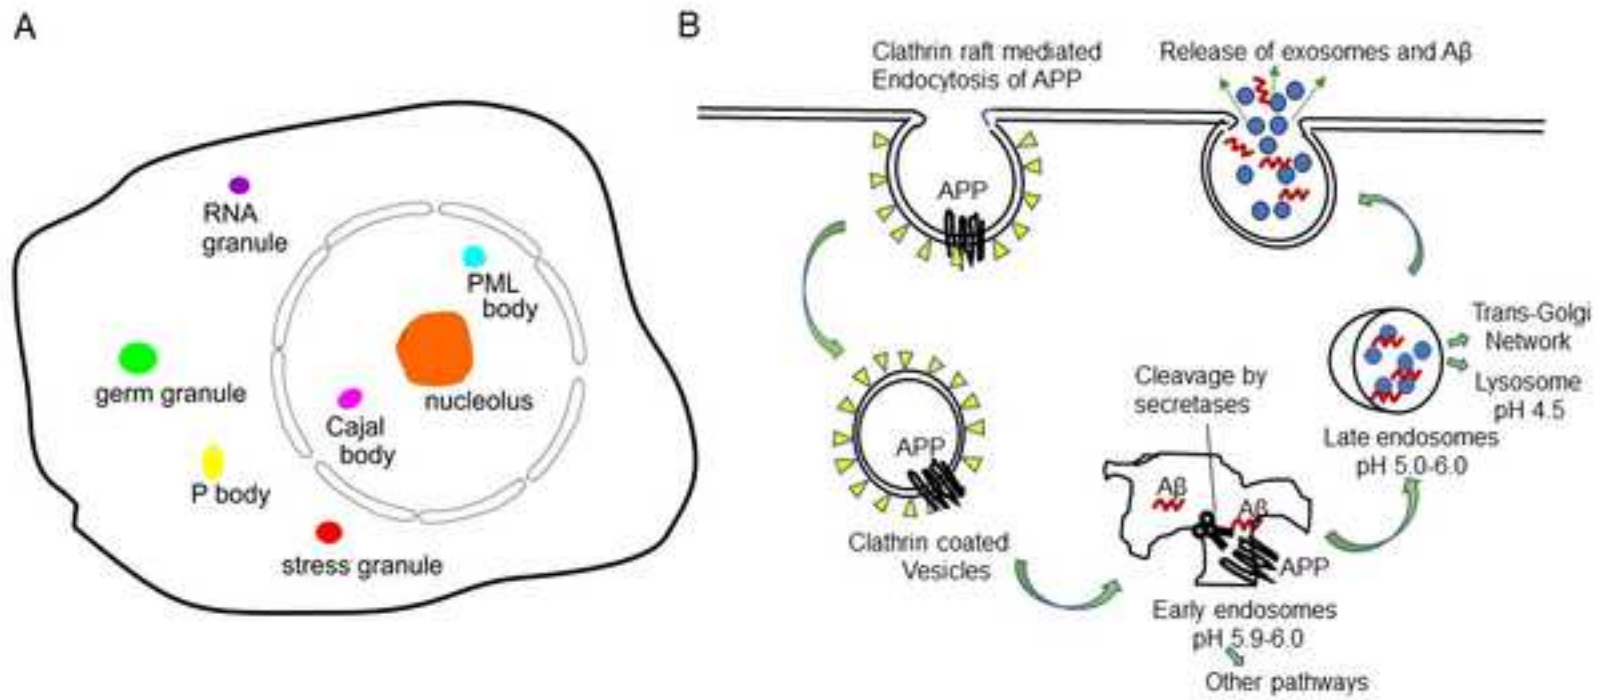 A
RNA
granule
PML
body
germ granule
nucleolus
Cajal
body
P body
stress granule
B
Clathrin raft mediated
Endocytosis of APP
Release of exosomes and Aβ
APP
APP
Clathrin coated
Vesicles
Cleavage by
secretases
Aβ
Aβ
APP
Early endosomes
pH 5.9-6.0
Other pathways
Late endosomes
pH 5.0-6.0
Trans-Golgi
Network
Lysosome
pH 4.5